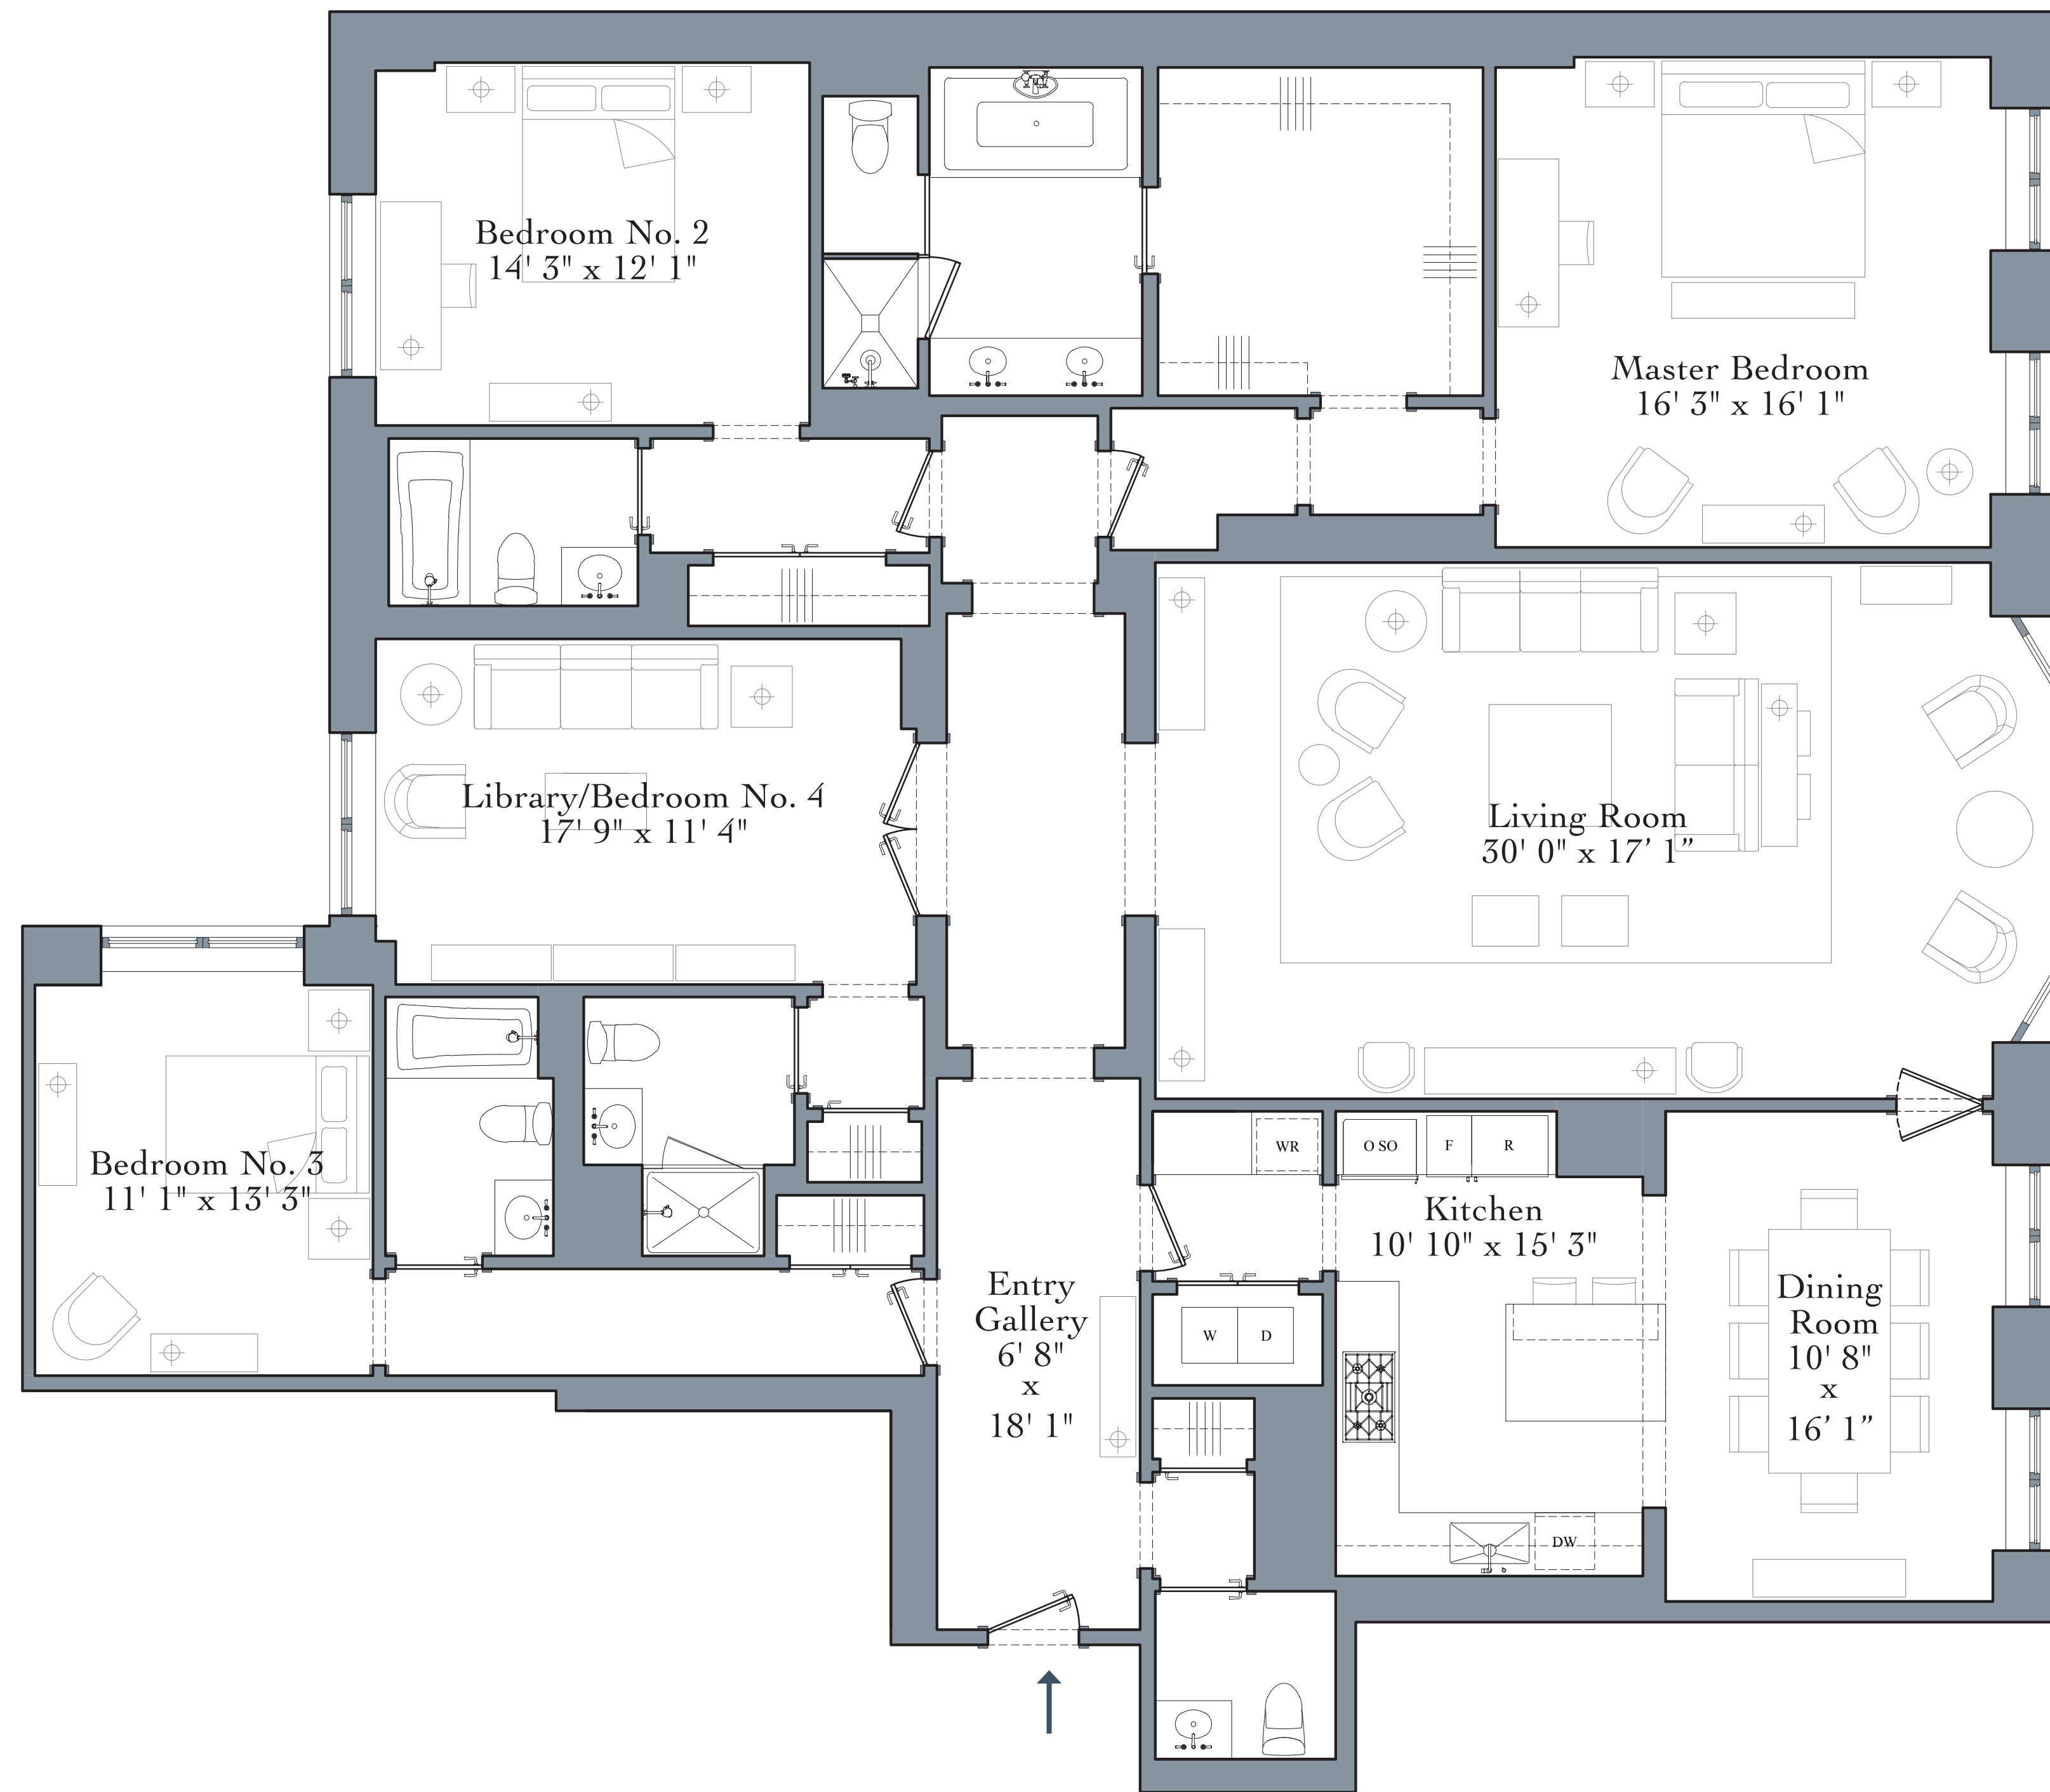 Bedroom No. 2
14' 3" x 12' 1"
Master Bedroom
16' 3" x 16' 1"
Library/Bedroom No. 4
17' 9" x 11' 4"
Living Room
30' 0" x 17’ 1”
Bedroom No. 3
11' 1" x 13' 3"
WR
O SO
F
R
Kitchen
10' 10" x 15' 3"
Entry
Gallery
6' 8"
x
18' 1"
W
D
Dining
Room
10' 8"
x
16’ 1”
DW